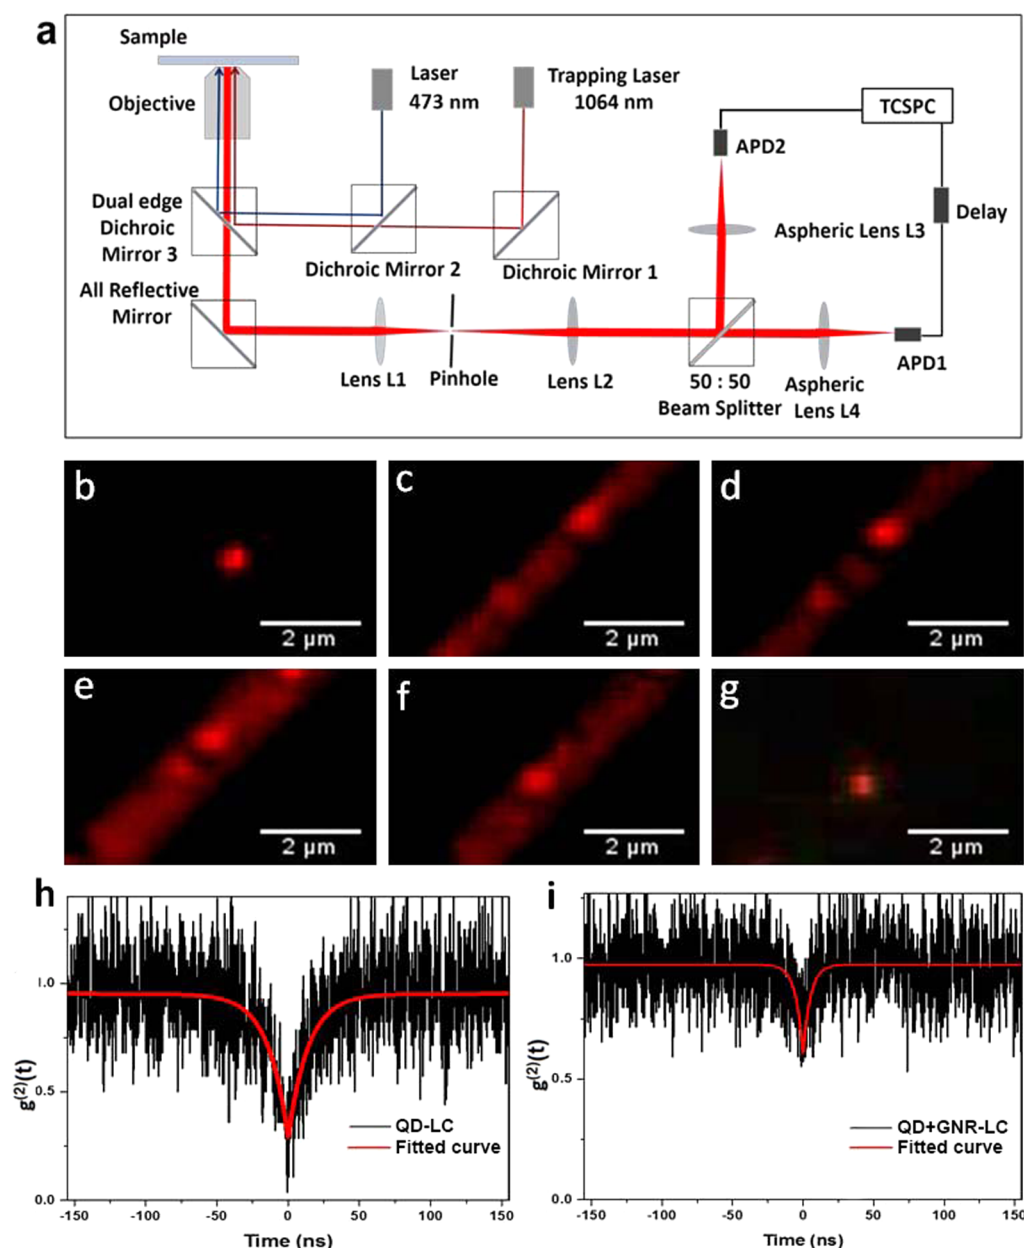 a
Sample
Objective
Laser
473 nm
Trapping Laser
1064 nm
TCSPC
APD2
Delay
Dual edge
Dichroic
Mirror 3
Aspheric Lens L3
Dichroic Mirror 2
Dichroic Mirror 1
All Reflective
Mirror
Lens L1
Pinhole
Lens L2
50 : 50
Beam Splitter
Aspheric
Lens L4
APD1
b
2 µm
c
2 µm
d
2 µm
e
2 µm
f
2 µm
g
2 µm
h
g(2)(t)
1.0
0.5
0.0
QD-LC
Fitted curve
-150 -100 -50 0 50 100 150
Time (ns)
i
g(2)(t)
1.0
0.5
0.0
QD+GNR-LC
Fitted curve
-150 -100 -50 0 50 100 150
Time (ns)